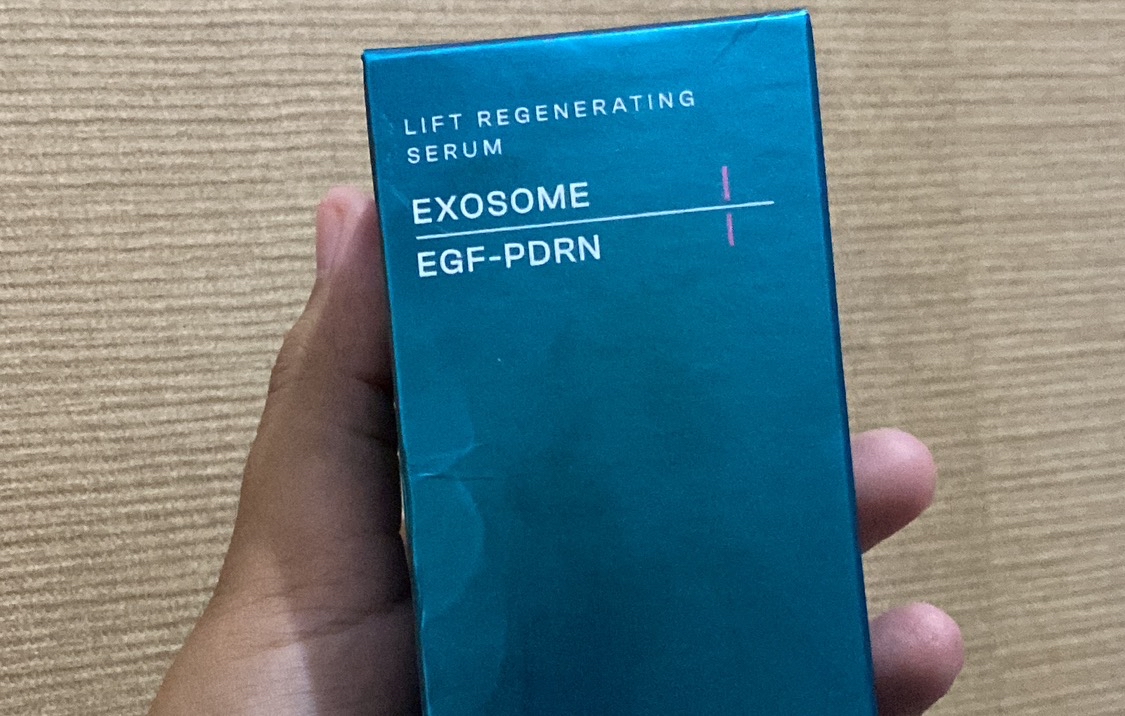 LIFT REGENERATING
SERUM
EXOSOME
EGF-PDRN